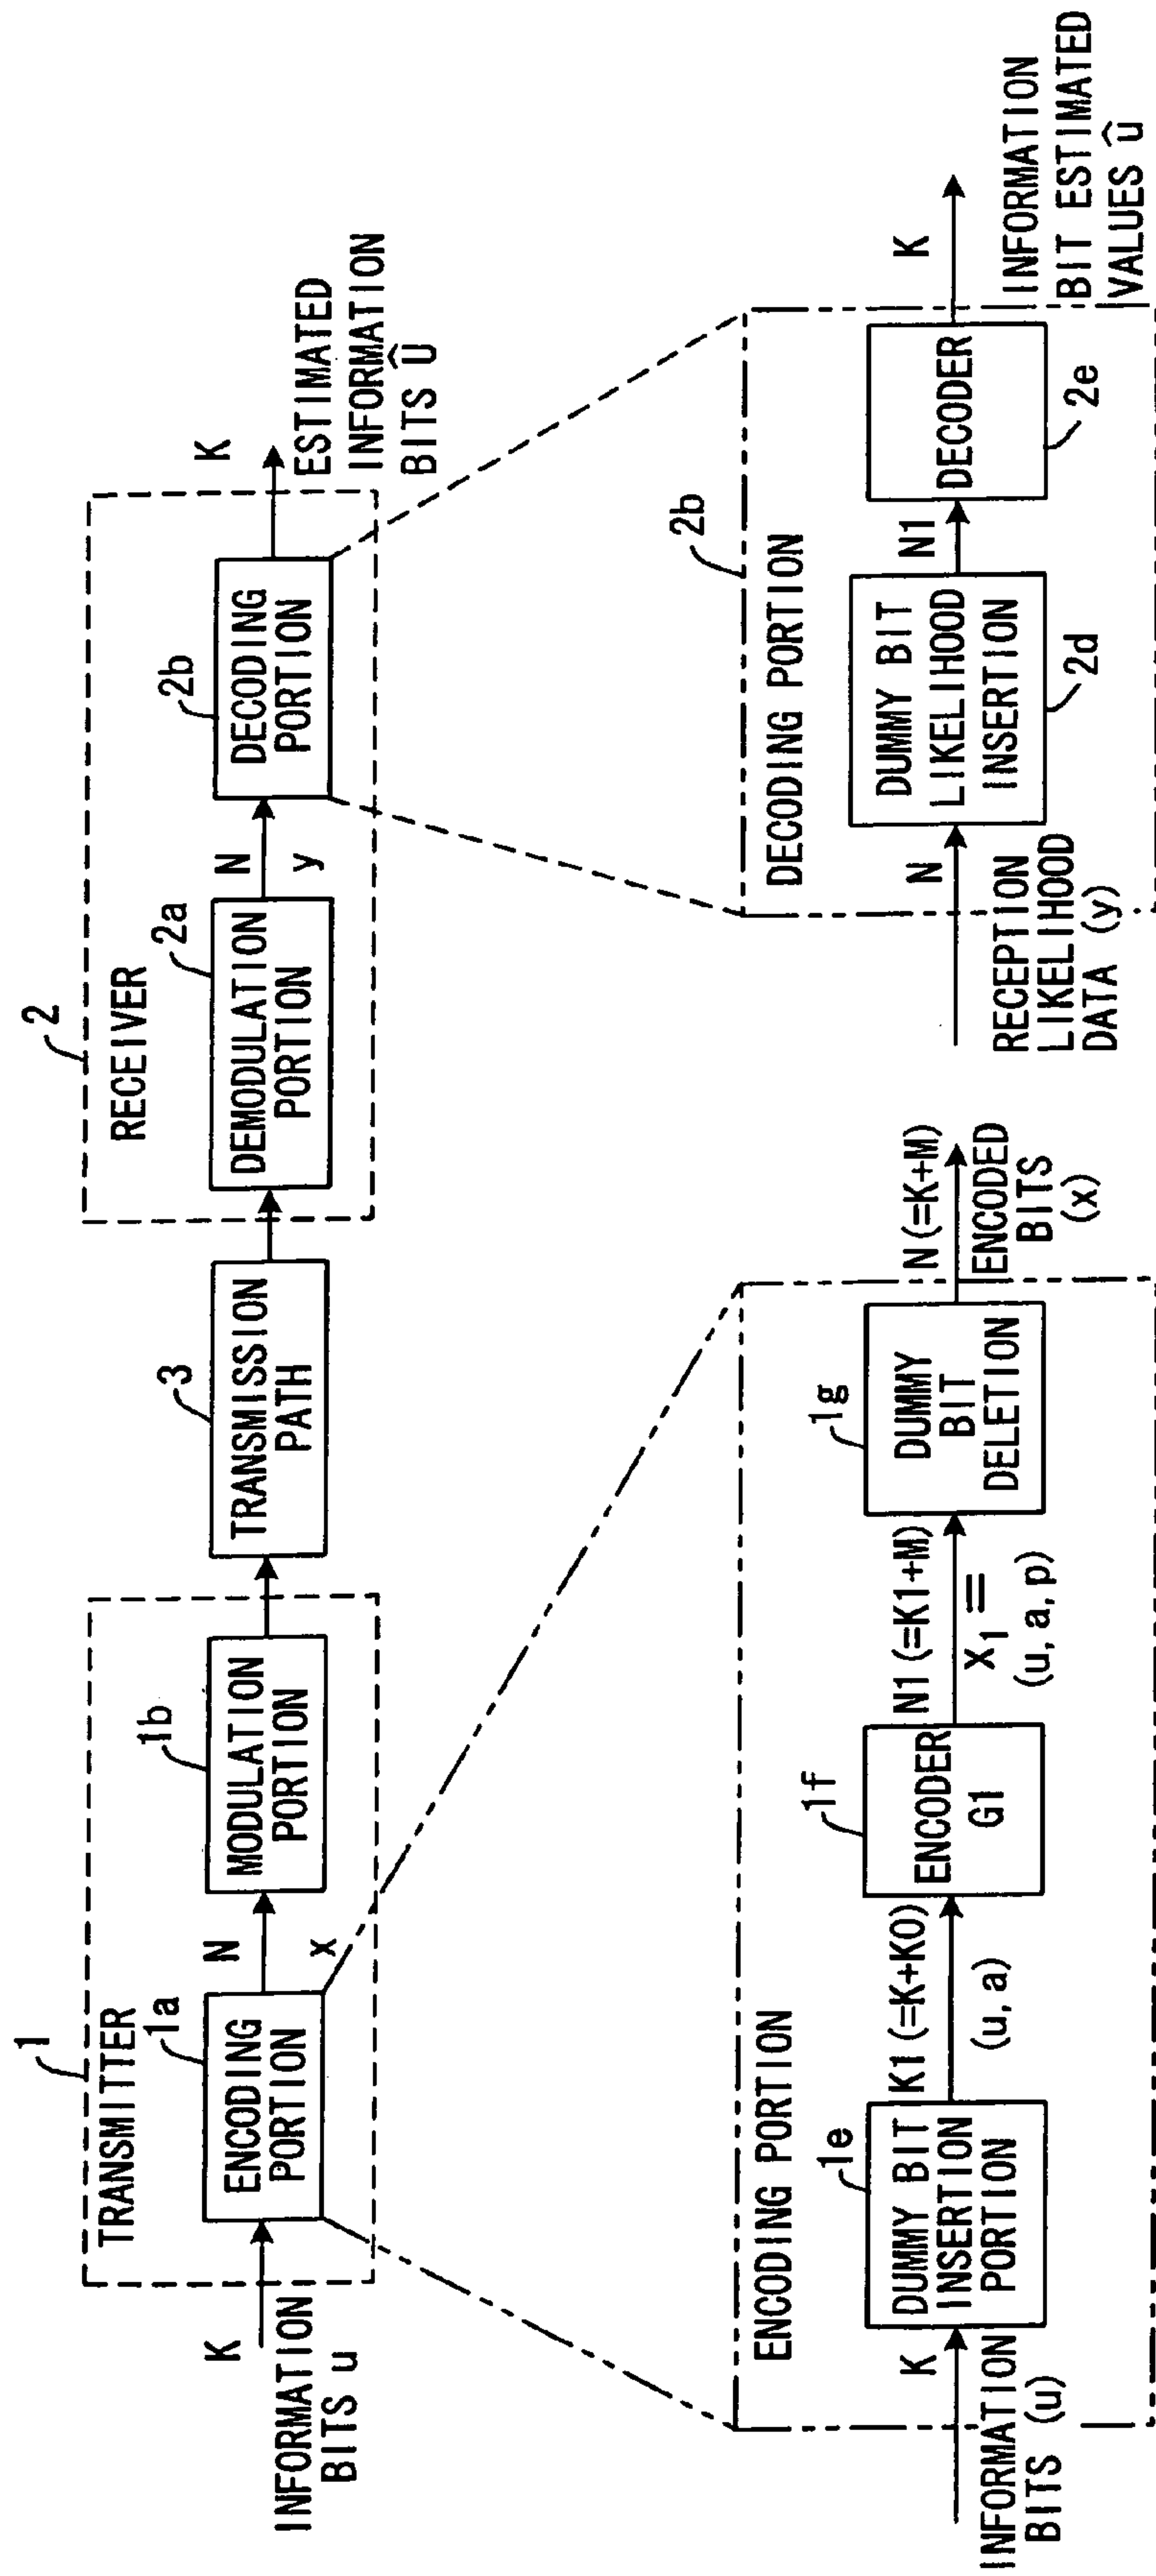 1
TRANSMITTER
K
INFORMATION
BITS u
1a
ENCODING
PORTION
N
x
1b
MODULATION
PORTION
3
TRANSMISSION
PATH
2
RECEIVER
2a
DEMODULATION
PORTION
N
y
2b
DECODING
PORTION
K
ESTIMATED
INFORMATION
BITS Û
ENCODING PORTION
K
INFORMATION
BITS (u)
1e
DUMMY BIT
INSERTION
PORTION
K1 (=K+K0)
(u, a)
1f
ENCODER
G1
N1 (=K1+M)
X₁ =
(u, a, p)
1g
DUMMY
BIT
DELETION
N (=K+M)
ENCODED
BITS
(x)
2b
DECODING PORTION
N
RECEPTION
LIKELIHOOD
DATA (y)
DUMMY BIT
LIKELIHOOD
INSERTION
2d
N1
DECODER
2e
K
INFORMATION
BIT ESTIMATED
VALUES û